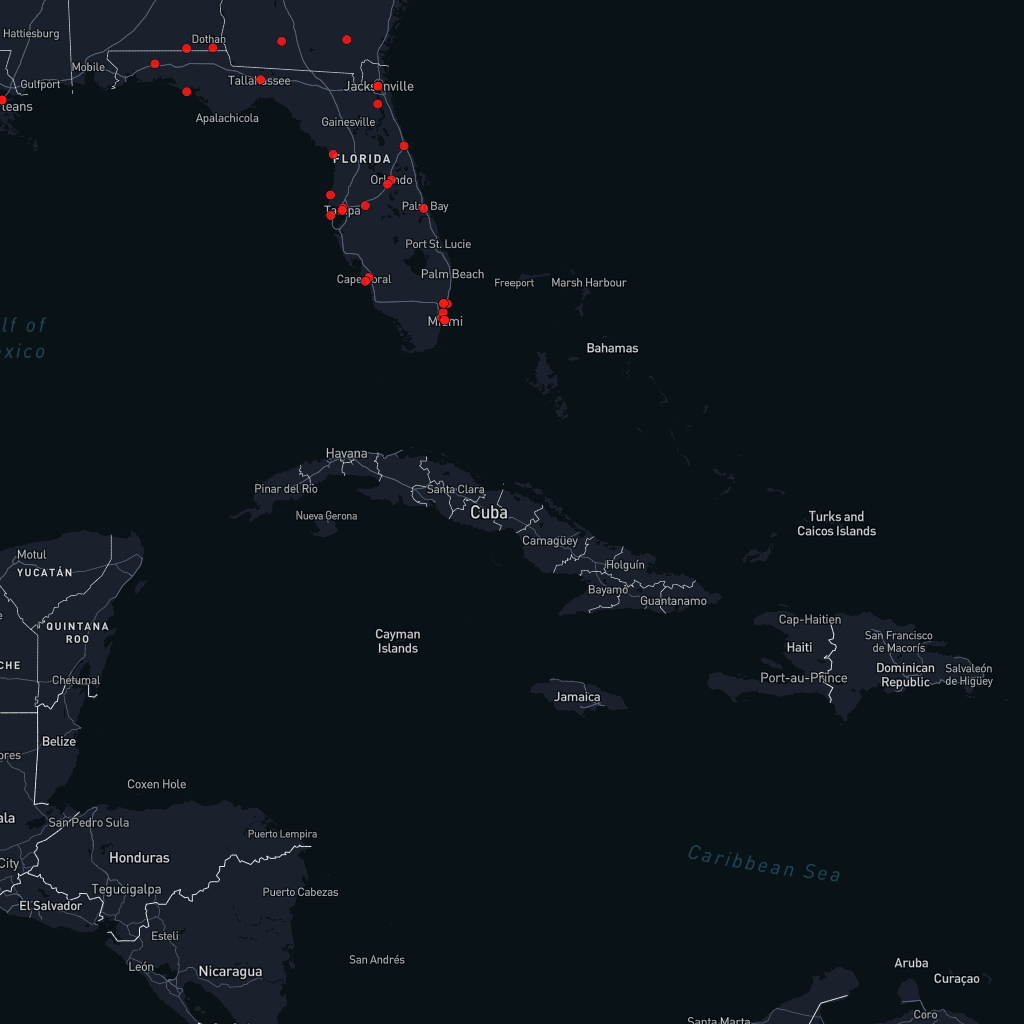 Hattiesburg
Dothan
Mobile
Gulfport
Tallahassee
Jacksonville
leans
Apalachicola
Gainesville
FLORIDA
Orlando
Tampa
Palm Bay
Port St. Lucie
Palm Beach
Cape Coral
Freeport
Marsh Harbour
Miami
lf of
exico
Bahamas
Havana
Pinar del Río
Santa Clara
Cuba
Nueva Gerona
Turks and
Caicos Islands
Camagüey
Motul
YUCATÁN
Holguín
Bayamo
Guantanamo
QUINTANA
ROO
Cayman
Islands
Cap-Haitien
Haiti
San Francisco
de Macorís
CHE
Chetumal
Port-au-Prince
Dominican
Republic
Salvaleón
de Higüey
Jamaica
Belize
ores
Coxen Hole
ala
San Pedro Sula
Puerto Lempira
Honduras
City
Caribbean Sea
Tegucigalpa
Puerto Cabezas
El Salvador
Esteli
León
Nicaragua
San Andrés
Aruba
Curaçao
Santa Marta
Coro